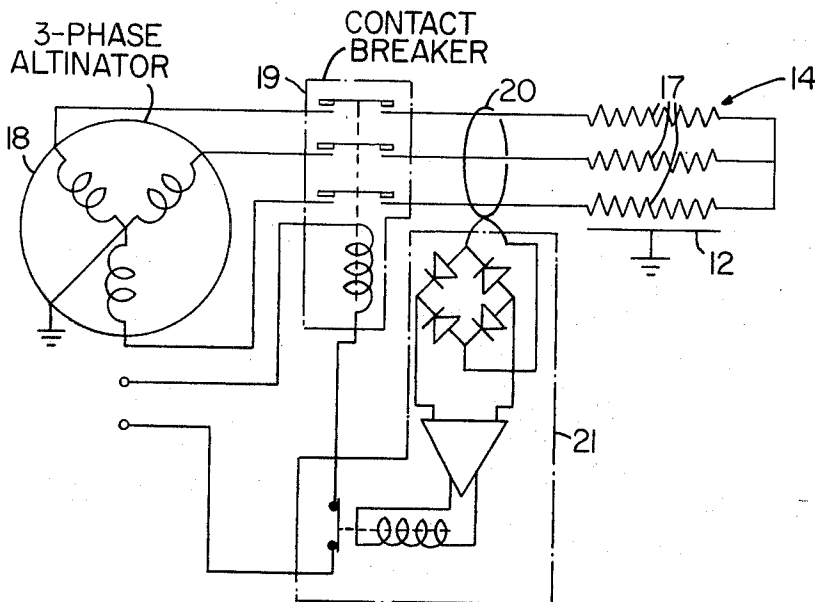 3-PHASE
ALTINATOR
CONTACT
BREAKER
19
20
17
14
18
12
21